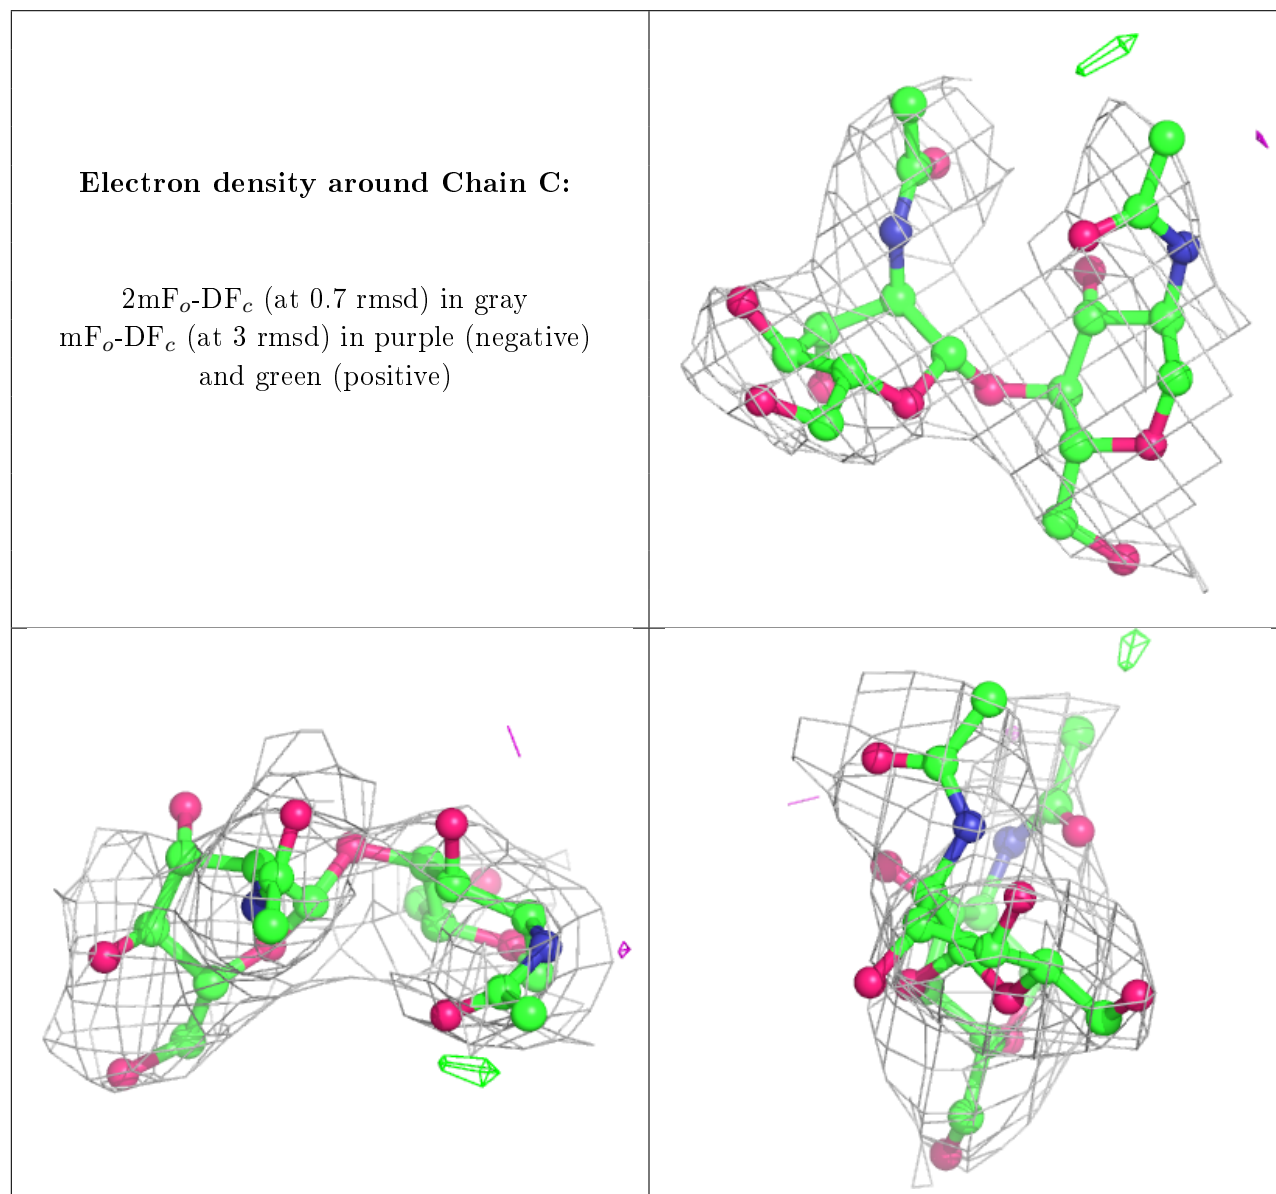 Electron density around Chain C:
2mFo-DFc (at 0.7 rmsd) in gray
mFo-DFc (at 3 rmsd) in purple (negative)
and green (positive)